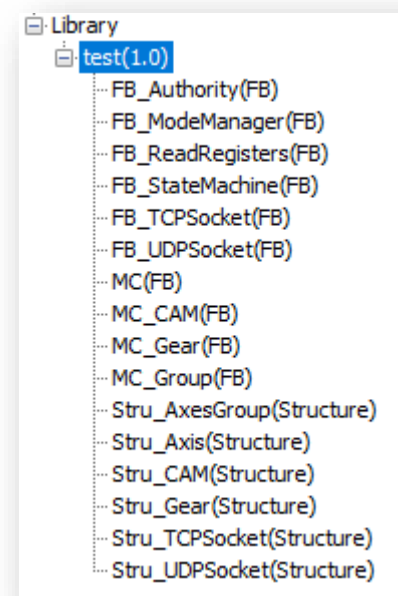 Library
test(1.0)
FB_Authority(FB)
FB_ModeManager(FB)
FB_ReadRegisters(FB)
FB_StateMachine(FB)
FB_TCPSocket(FB)
FB_UDPSocket(FB)
MC(FB)
MC_CAM(FB)
MC_Gear(FB)
MC_Group(FB)
Stru_AxesGroup(Structure)
Stru_Axis(Structure)
Stru_CAM(Structure)
Stru_Gear(Structure)
Stru_TCPSocket(Structure)
Stru_UDPSocket(Structure)